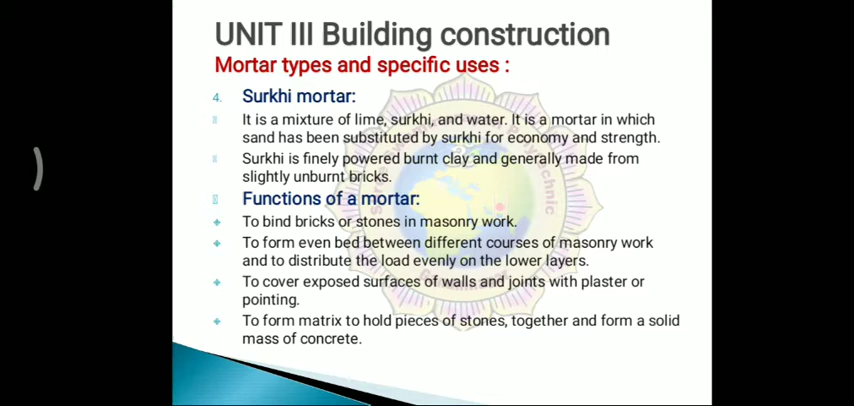 UNIT III Building construction
Mortar types and specific uses :
4. Surkhi mortar:
It is a mixture of lime, surkhi, and water. It is a mortar in which
sand has been substituted by surkhi for economy and strength.
Surkhi is finely powered burnt clay and generally made from
slightly unburnt bricks.
Functions of a mortar:
To bind bricks or stones in masonry work.
To form even bed between different courses of masonry work
and to distribute the load evenly on the lower layers.
To cover exposed surfaces of walls and joints with plaster or
pointing.
To form matrix to hold pieces of stones, together and form a solid
mass of concrete.